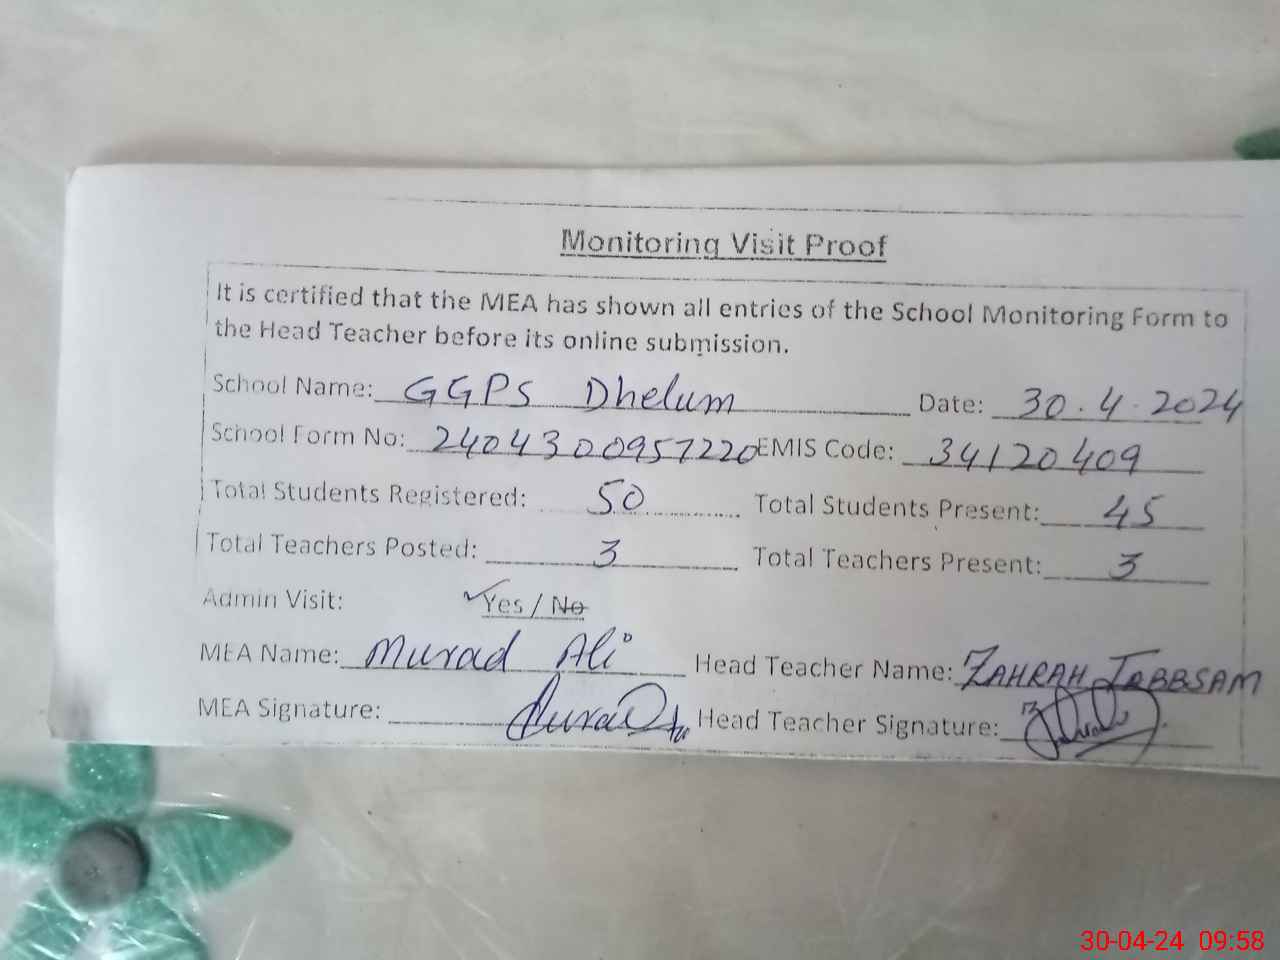 Monitoring Visit Proof
It is certified that the MEA has shown all entries of the School Monitoring Form to
the Head Teacher before its online submission.
School Name: GGPS Dhelum Date: 30.4.2024
School Form No: 2404300957220 EMIS Code: 34120409
Total Students Registered: 50 Total Students Present: 45
Total Teachers Posted: 3 Total Teachers Present: 3
Admin Visit: Yes / No
MEA Name: Murad Ali Head Teacher Name: ZAHRAH TABBSAM
MEA Signature: Head Teacher Signature:
30-04-24 09:58